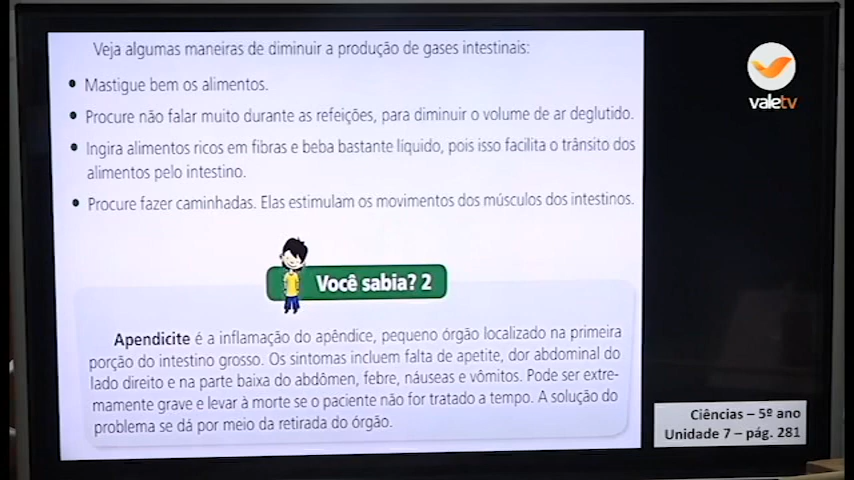 Veja algumas maneiras de diminuir a produção de gases intestinais:
• Mastigue bem os alimentos.
• Procure não falar muito durante as refeições, para diminuir o volume de ar deglutido.
• Ingira alimentos ricos em fibras e beba bastante líquido, pois isso facilita o trânsito dos
alimentos pelo intestino.
• Procure fazer caminhadas. Elas estimulam os movimentos dos músculos dos intestinos.
Você sabia? 2
Apendicite é a inflamação do apêndice, pequeno órgão localizado na primeira
porção do intestino grosso. Os sintomas incluem falta de apetite, dor abdominal do
lado direito e na parte baixa do abdômen, febre, náuseas e vômitos. Pode ser extre-
mamente grave e levar à morte se o paciente não for tratado a tempo. A solução do
problema se dá por meio da retirada do órgão.
valetv
Ciências – 5º ano
Unidade 7 – pág. 281